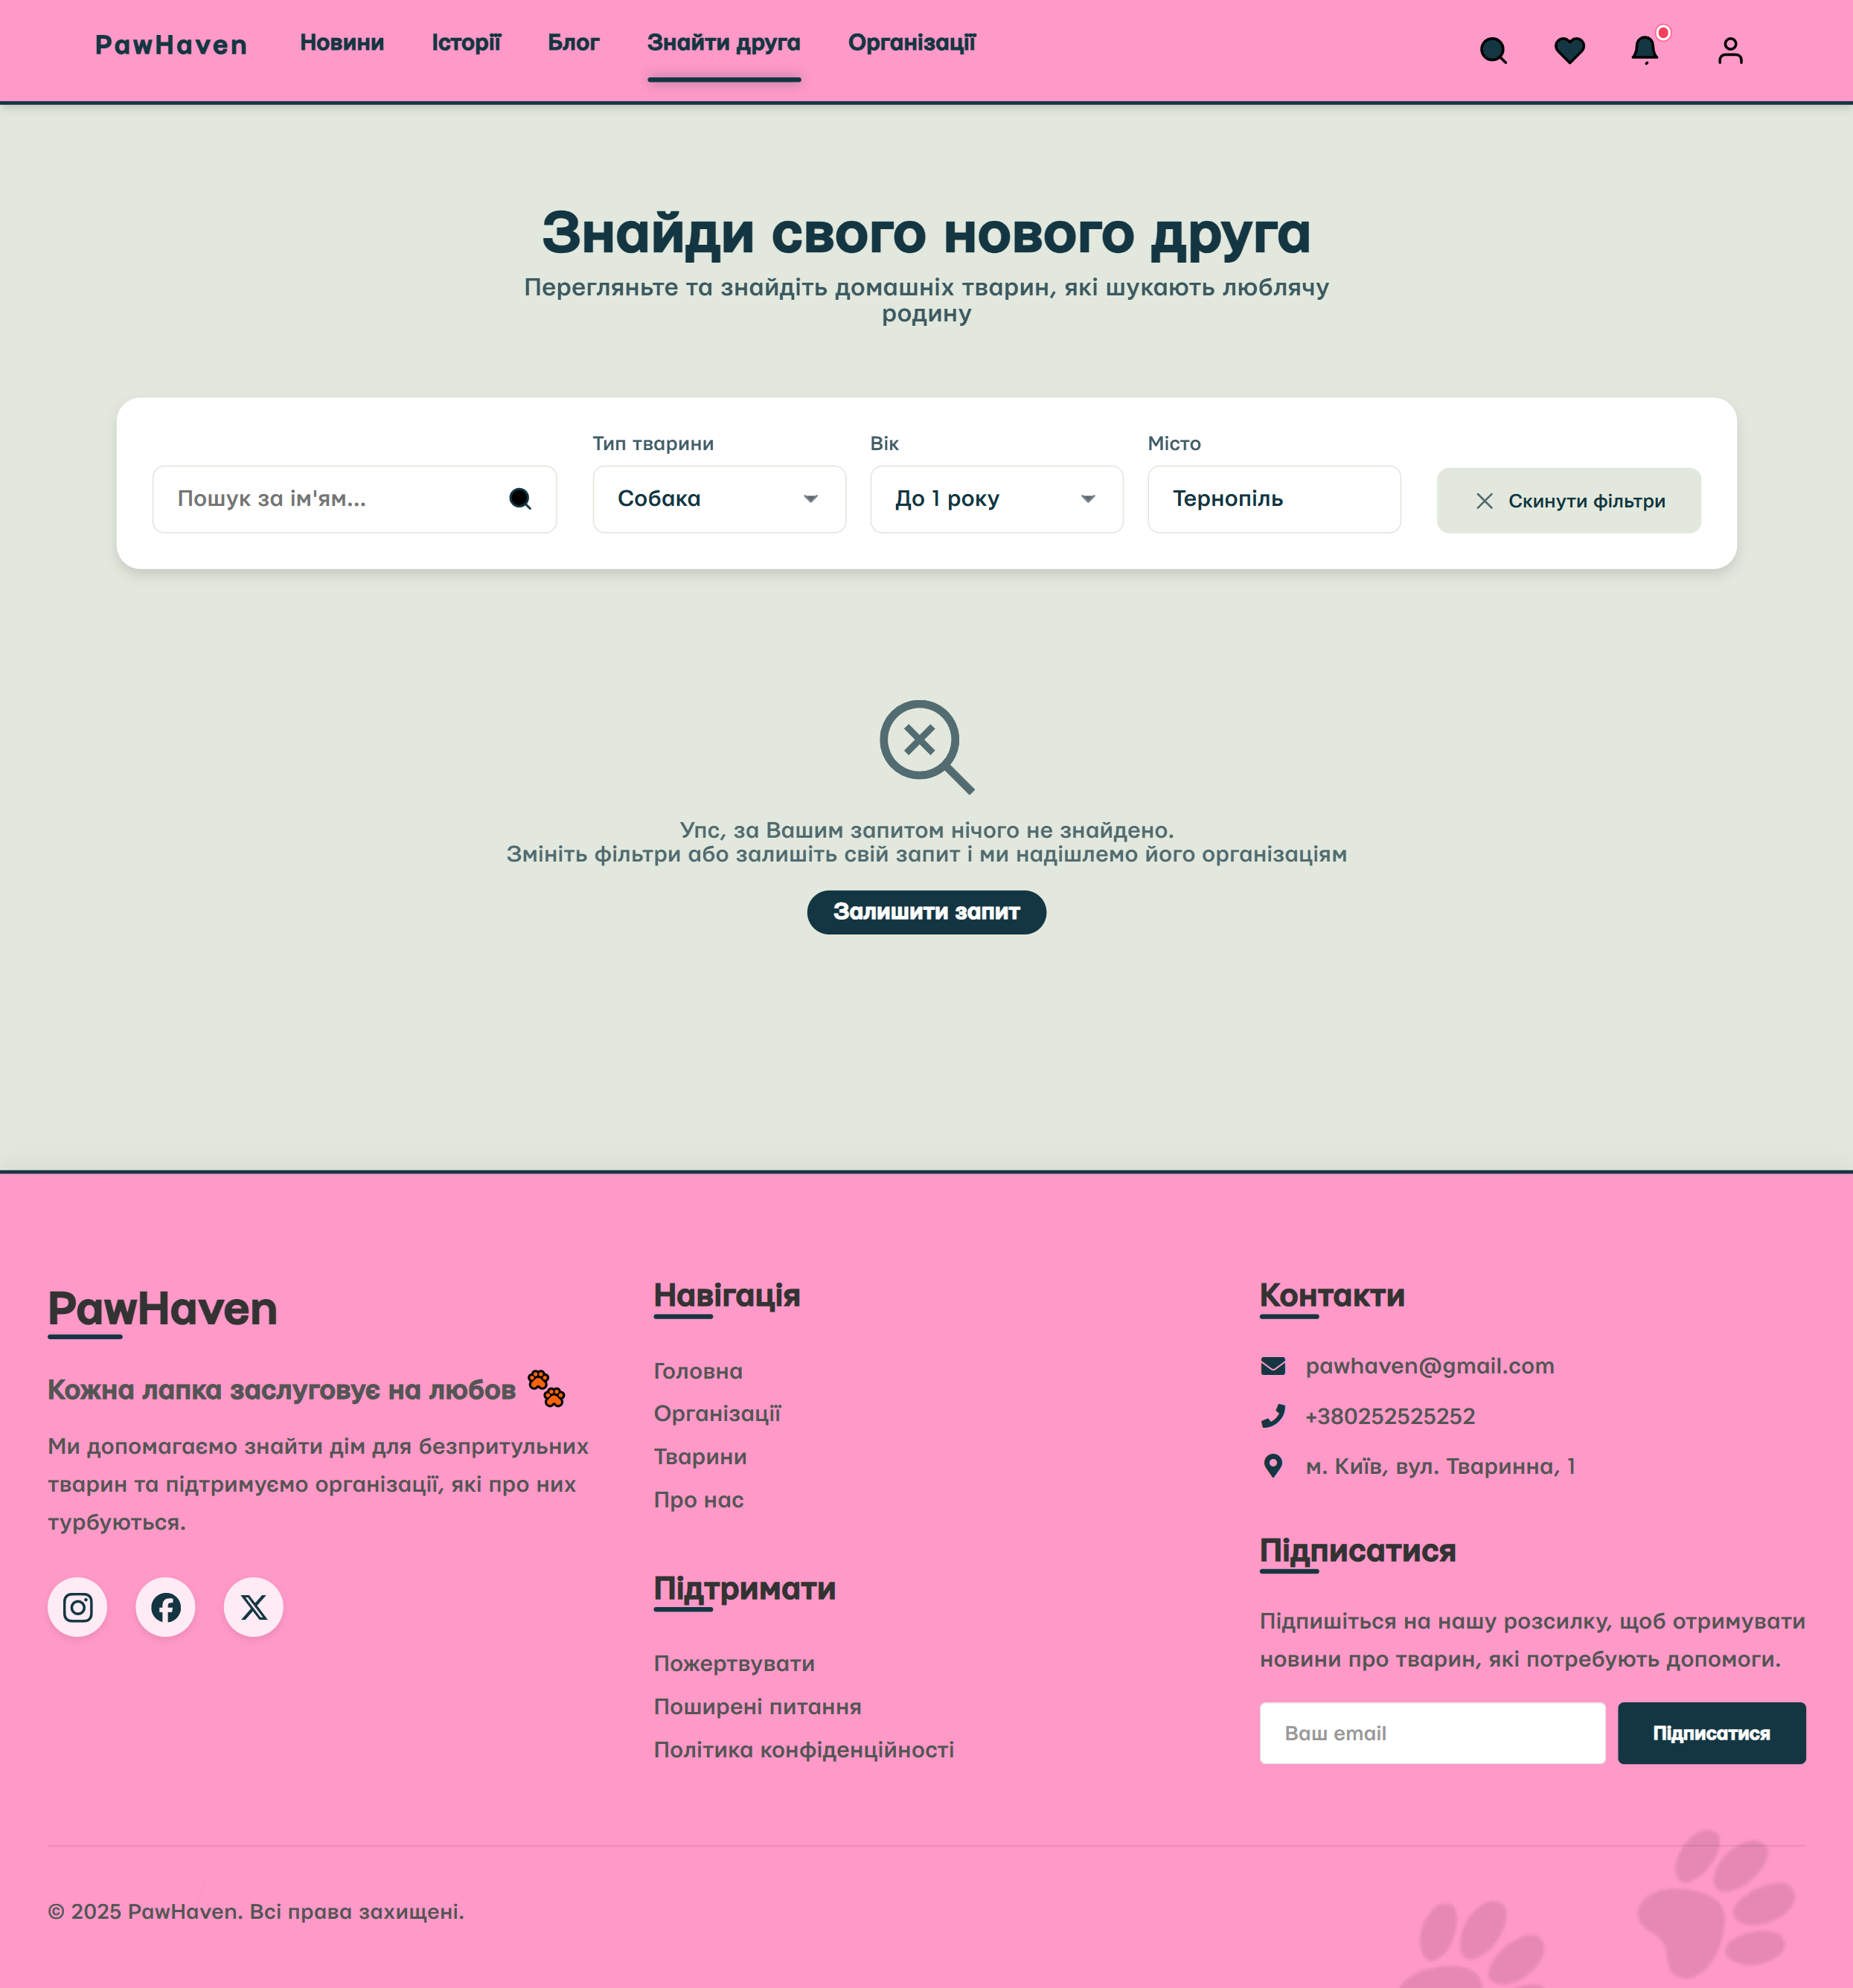 PawHaven
Новини
Історії
Блог
Знайти друга
Організації
0
Знайди свого нового друга
Перегляньте та знайдіть домашніх тварин, які шукають люблячу
родину
Тип тварини
Вік
Місто
Пошук за ім'ям...
Собака
До 1 року
Тернопіль
Скинути фільтри
Упс, за Вашим запитом нічого не знайдено.
Змініть фільтри або залишіть свій запит і ми надішлемо його організаціям
Залишити запит
PawHaven
Кожна лапка заслуговує на любов
Ми допомагаємо знайти дім для безпритульних
тварин та підтримуємо організації, які про них
турбуються.
Навігація
Головна
Організації
Тварини
Про нас
Підтримати
Пожертвувати
Поширені питання
Політика конфіденційності
Контакти
pawhaven@gmail.com
+380252525252
м. Київ, вул. Тваринна, 1
Підписатися
Підпишіться на нашу розсилку, щоб отримувати
новини про тварин, які потребують допомоги.
Ваш email
Підписатися
© 2025 PawHaven. Всі права захищені.